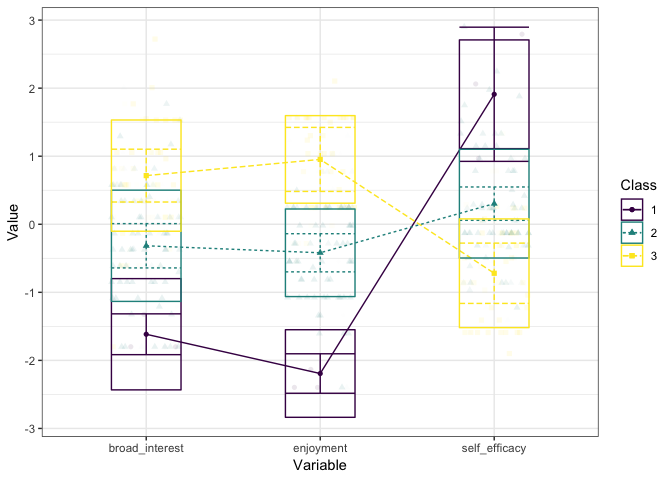 3
2
1
0
-1
-2
-3
Value
broad_interest
enjoyment
self_efficacy
Variable
Class
1
2
3